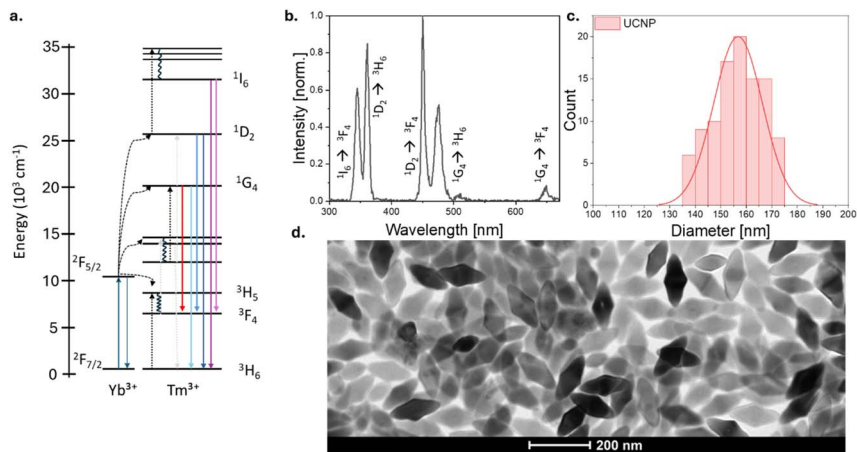 a.
35
30
25
20
15
10
5
0
Energy (10³ cm⁻¹)
¹I₆
¹D₂
¹G₄
²F₅/₂
³H₅
³F₄
²F₇/₂
³H₆
Yb³⁺
Tm³⁺
b.
1.0
0.8
0.6
0.4
0.2
0.0
Intensity [norm.]
¹I₆ → ³F₄
¹D₂ → ³H₆
¹D₂ → ³F₄
¹G₄ → ³H₆
¹G₄ → ³F₄
300 400 500 600
Wavelength [nm]
c.
UCNP
20
15
10
5
0
Count
100 110 120 130 140 150 160 170 180 190 200
Diameter [nm]
d.
200 nm